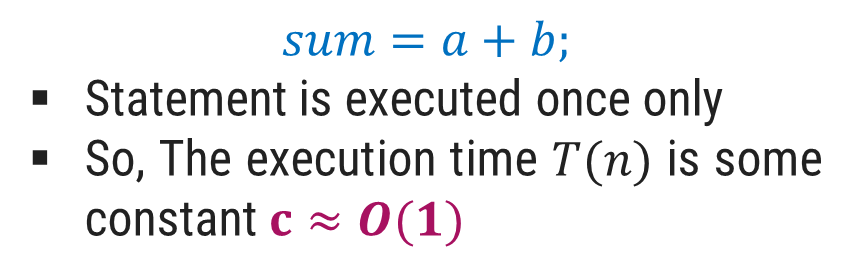 sum = a + b;
▪ Statement is executed once only
▪ So, The execution time T(n) is some
constant c ≈ O(1)